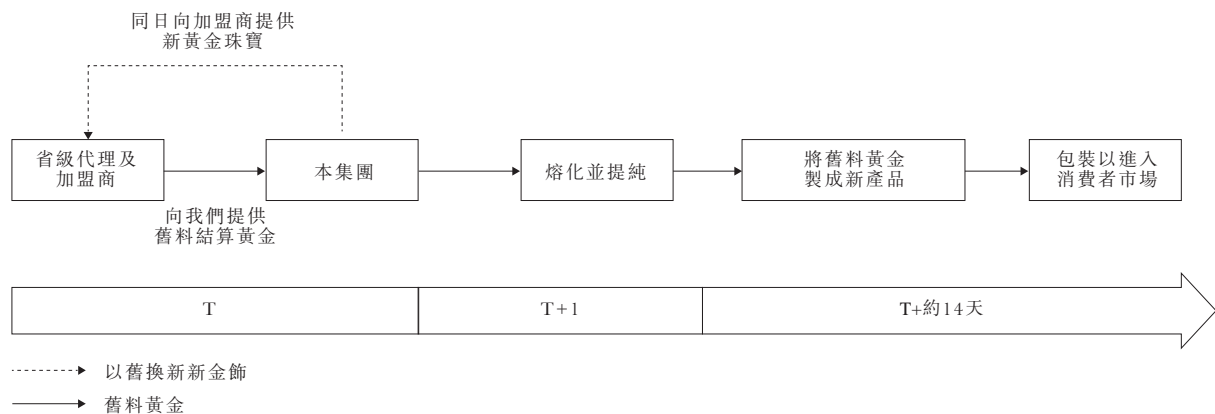 同日向加盟商提供
新黃金珠寶
省級代理及
加盟商
本集團
熔化並提純
將舊料黃金
製成新產品
包裝以進入
消費者市場
向我們提供
舊料結算黃金
T
T+1
T+約14天
以舊換新新金飾
舊料黃金